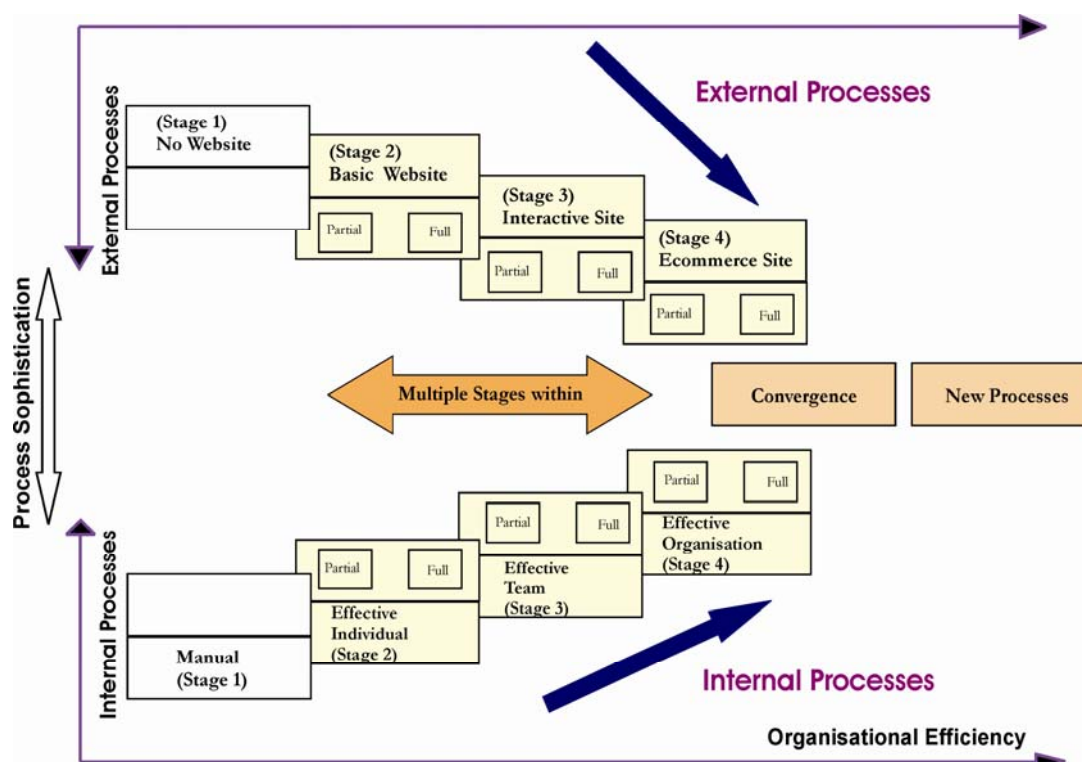 External Processes
External Processes
(Stage 1)
No Website
(Stage 2)
Basic Website
Partial
Full
(Stage 3)
Interactive Site
Partial
Full
(Stage 4)
Ecommerce Site
Partial
Full
Process Sophistication
Multiple Stages within
Convergence
New Processes
Partial
Full
Effective
Organisation
(Stage 4)
Partial
Full
Effective
Team
(Stage 3)
Partial
Full
Effective
Individual
(Stage 2)
Manual
(Stage 1)
Internal Processes
Internal Processes
Organisational Efficiency